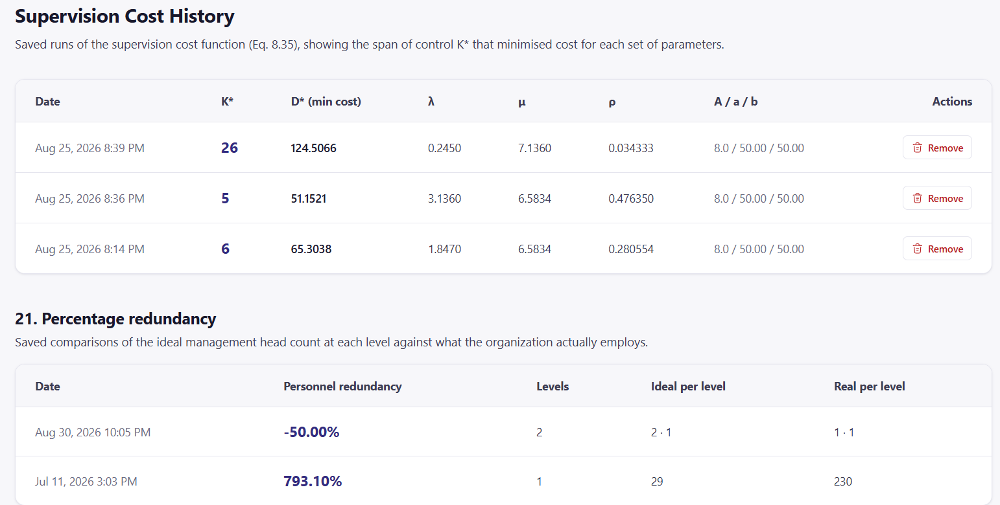 Supervision Cost History
Saved runs of the supervision cost function (Eq. 8.35), showing the span of control K* that minimised cost for each set of parameters.
Date K* D* (min cost) λ μ ρ A / a / b Actions
Aug 25, 2026 8:39 PM 26 124.5066 0.2450 7.1360 0.034333 8.0 / 50.00 / 50.00 Remove
Aug 25, 2026 8:36 PM 5 51.1521 3.1360 6.5834 0.476350 8.0 / 50.00 / 50.00 Remove
Aug 25, 2026 8:14 PM 6 65.3038 1.8470 6.5834 0.280554 8.0 / 50.00 / 50.00 Remove
21. Percentage redundancy
Saved comparisons of the ideal management head count at each level against what the organization actually employs.
Date Personnel redundancy Levels Ideal per level Real per level
Aug 30, 2026 10:05 PM -50.00% 2 2 · 1 1 · 1
Jul 11, 2026 3:03 PM 793.10% 1 29 230